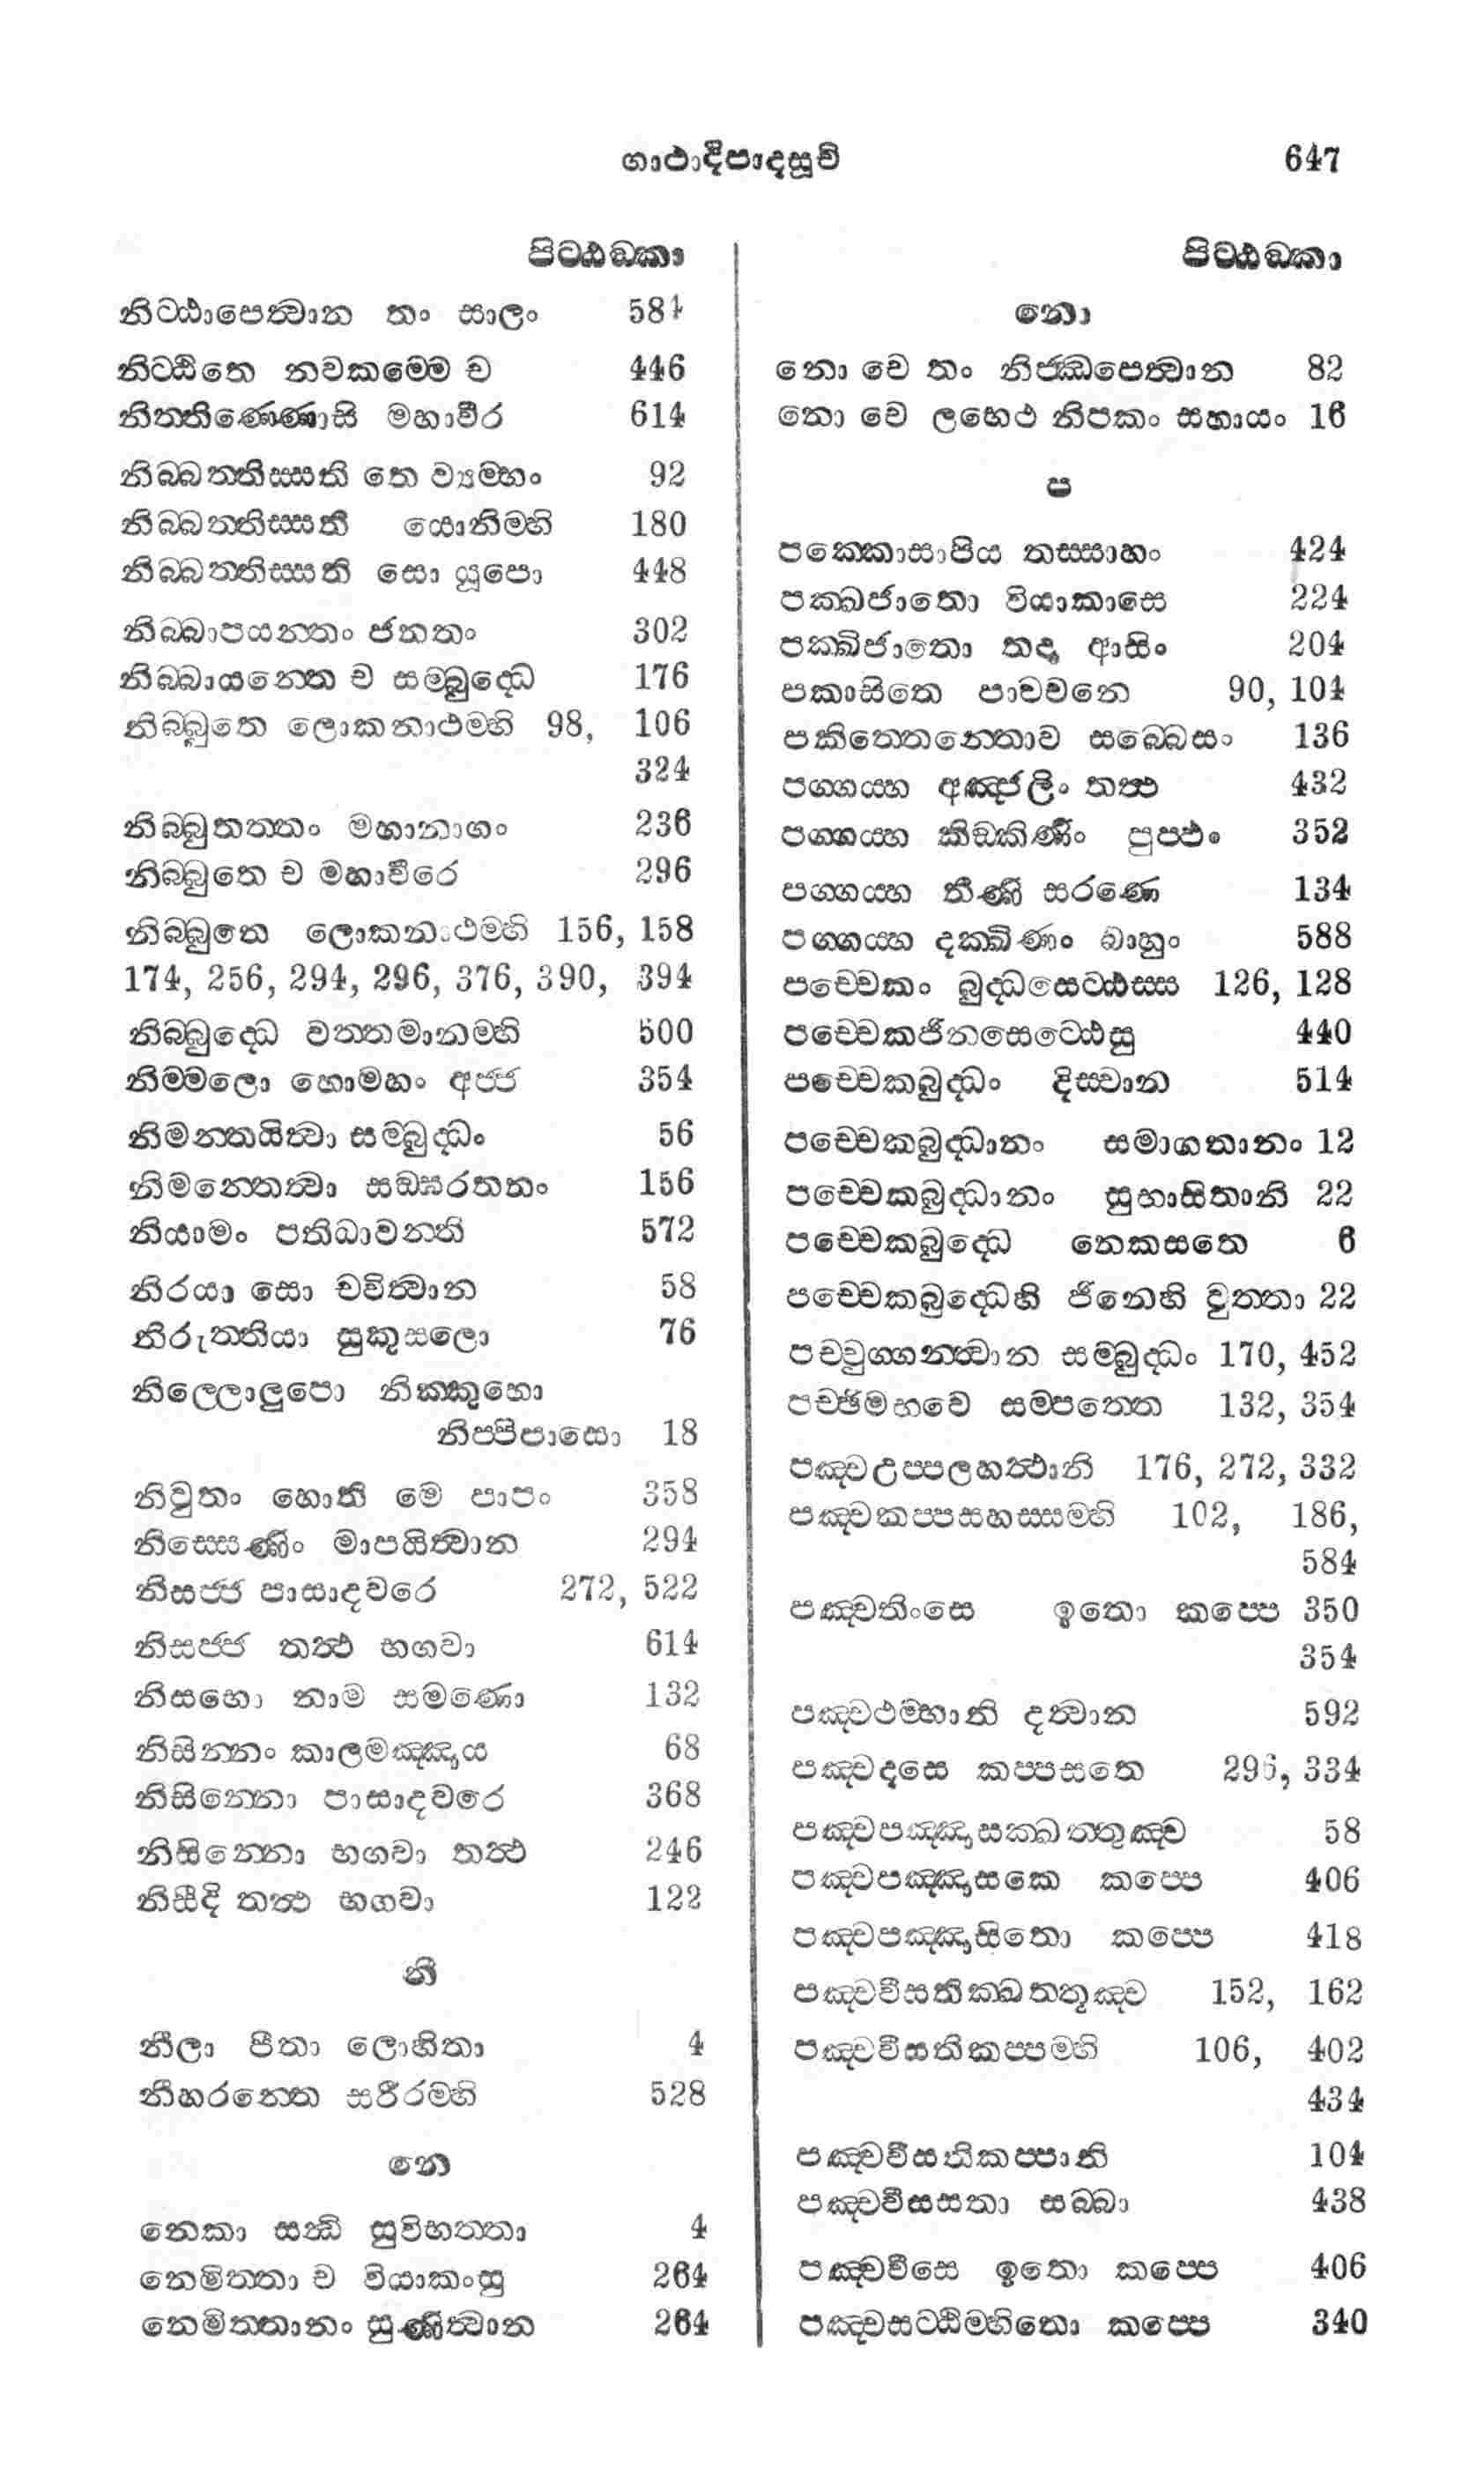 ගාථාදිපාදසූචි 647
පිට්ඨඞ්කා
නිට්ඨාපෙත්වාන තං සාලං 584
නිට්ඨිතෙ නවකම්මෙ ච 446
නිත්තිණ්ණොසි මහාවීර 614
නිබ්බත්තිස්සති තෙ ව්‍යම්හං 92
නිබ්බත්තිස්සති යොනිම්හි 180
නිබ්බත්තිස්සති සො යූපො 448
නිබ්බාපයන්තං ජනතං 302
නිබ්බායන්තෙ ච සම්බුද්ධෙ 176
නිබ්බුතෙ ලොකනාථම්හි 98, 106
324
නිබ්බුතත්තං මහානාගං 236
නිබ්බුතෙ ච මහාවීරෙ 296
නිබ්බුතෙ ලොකනාථම්හි 156, 158
174, 256, 294, 296, 376, 390, 394
නිබ්බුද්ධෙ වත්තමානම්හි 500
නිම්මලො හොමහං අජ්ජ 354
නිමන්තයිත්වා සම්බුද්ධං 56
නිමන්තෙත්වා සඞ්ඝරතනං 156
නියාමං පතිධාවන්ති 572
නිරයා සො චවිත්වාන 58
නිරුත්තියා සුකුසලො 76
නිල්ලොලුපො නික්කුහො
නිප්පිපාසො 18
නිවුතං හොති මෙ පාපං 358
නිස්සෙණිං මාපයිත්වාන 294
නිසජ්ජ පාසාදවරෙ 272, 522
නිසජ්ජ තත්ථ භගවා 614
නිසභො නාම සමණො 132
නිසින්නං කාලමඤ්ඤාය 68
නිසින්නො පාසාදවරෙ 368
නිසින්නො භගවා තත්ථ 246
නිසීදි තත්ථ භගවා 122
නී
නීලා පීතා ලොහිතා 4
නීහරන්තෙ සරීරම්හි 528
නෙ
නෙකා සන්ධි සුවිභත්තා 4
නෙමිත්තා ච වියාකංසු 264
නෙමිත්තානං සුණිත්වාන 264
පිට්ඨඞ්කා
නො
නො චෙ තං නිජ්ඣපෙත්වාන 82
නො චෙ ලභෙථ නිපකං සහායං 16
ප
පක්කොසාපිය තස්සාහං 424
පක්ඛජාතො වියාකාසෙ 224
පක්ඛිජාතො තදා ආසිං 204
පකාසිතෙ පාවචනෙ 90, 104
පකිත්තෙන්තොව සබ්බෙසං 136
පග්ගය්හ අඤ්ජලිං තත්ථ 432
පග්ගය්හ කිඞ්කිණිං පුප්ඵං 352
පග්ගය්හ තීණි සරණෙ 134
පග්ගය්හ දක්ඛිණං බාහුං 588
පච්චෙකං බුද්ධසෙට්ඨස්ස 126, 128
පච්චෙකජිනසෙට්ඨෙසු 440
පච්චෙකබුද්ධං දිස්වාන 514
පච්චෙකබුද්ධානං සමාගතානං 12
පච්චෙකබුද්ධානං සුභාසිතානි 22
පච්චෙකබුද්ධෙ නෙකසතෙ 6
පච්චෙකබුද්ධෙහි ජිනෙහි වුත්තා 22
පච්චුග්ගන්ත්වාන සම්බුද්ධං 170, 452
පච්ඡිමභවෙ සම්පත්තෙ 132, 354
පඤ්චඋප්පලහත්ථානි 176, 272, 332
පඤ්චකප්පසහස්සම්හි 102, 186,
584
පඤ්චතිංසෙ ඉතො කප්පෙ 350
354
පඤ්චථම්භානි දත්වාන 592
පඤ්චදසෙ කප්පසතෙ 296, 334
පඤ්චපඤ්ඤාසක්ඛත්තුඤ්ච 58
පඤ්චපඤ්ඤාසකෙ කප්පෙ 406
පඤ්චපඤ්ඤාසිතො කප්පෙ 418
පඤ්චවීසතික්ඛතතූඤ්ච 152, 162
පඤ්චවීසතිකප්පම්හි 106, 402
434
පඤ්චවීසතිකප්පානි 104
පඤ්චවීසසතා සබ්බා 438
පඤ්චවීසෙ ඉතො කප්පෙ 406
පඤ්චසට්ඨිම්හිතො කප්පෙ 340